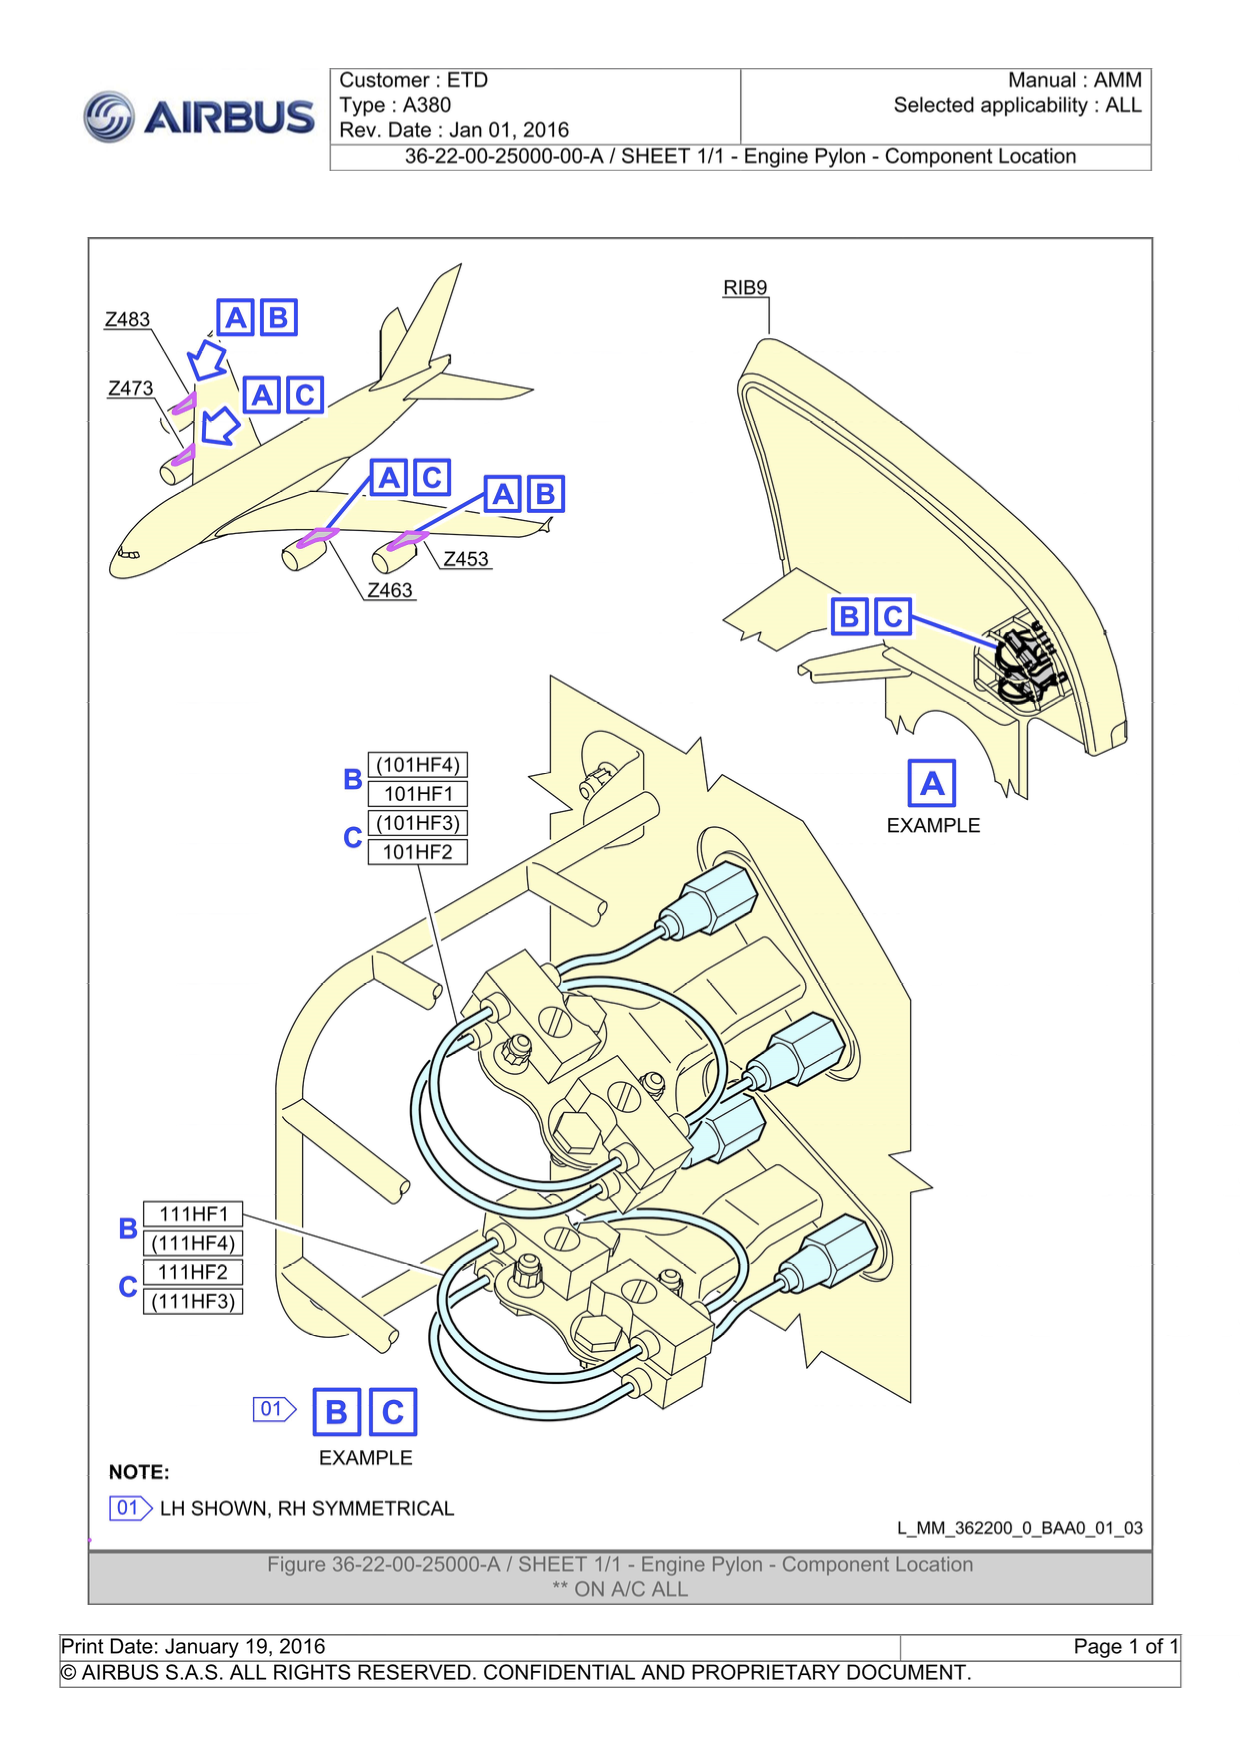 AIRBUS
Customer : ETD
Type : A380
Rev. Date : Jan 01, 2016
Manual : AMM
Selected applicability : ALL
36-22-00-25000-00-A / SHEET 1/1 - Engine Pylon - Component Location
RIB9
Z483
A B
Z473
A C
A C
A B
Z453
Z463
B C
A
EXAMPLE
B
(101HF4)
101HF1
C
(101HF3)
101HF2
B
111HF1
(111HF4)
C
111HF2
(111HF3)
01
B C
EXAMPLE
NOTE:
01 LH SHOWN, RH SYMMETRICAL
L_MM_362200_0_BAA0_01_03
Figure 36-22-00-25000-A / SHEET 1/1 - Engine Pylon - Component Location
** ON A/C ALL
Print Date: January 19, 2016
Page 1 of 1
© AIRBUS S.A.S. ALL RIGHTS RESERVED. CONFIDENTIAL AND PROPRIETARY DOCUMENT.